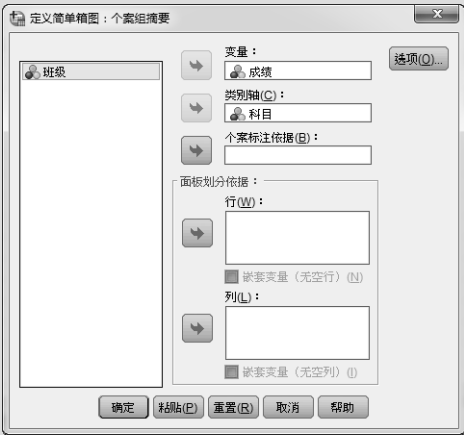 定义简单箱图：个案组摘要
班级
变量：
成绩
选项(O)...
类别轴(C)：
科目
个案标注依据(B)：
面板划分依据：
行(W)：
嵌套变量（无空行）(N)
列(L)：
嵌套变量（无空列）(I)
确定 粘贴(P) 重置(R) 取消 帮助